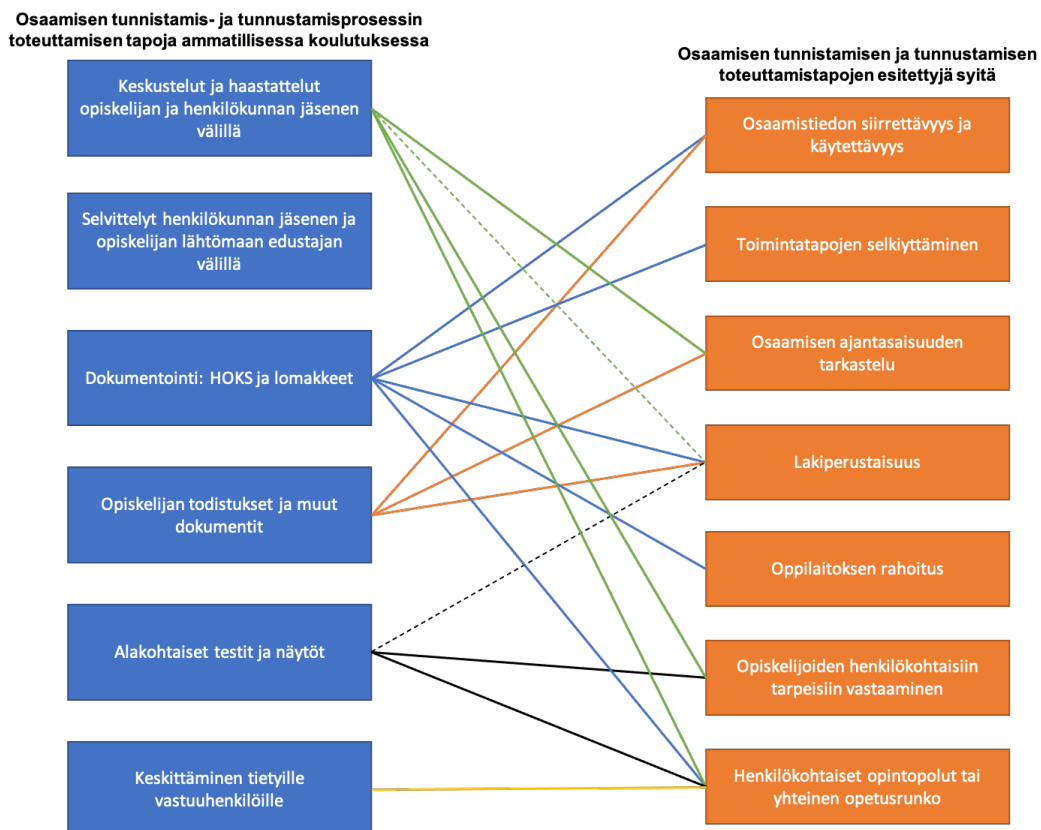 Osaamisen tunnistamis- ja tunnustamisprosessin
toteuttamisen tapoja ammatillisessa koulutuksessa
Keskustelut ja haastattelut
opiskelijan ja henkilökunnan jäsenen
välillä
Selvittelyt henkilökunnan jäsenen ja
opiskelijan lähtömaan edustajan
välillä
Dokumentointi: HOKS ja lomakkeet
Opiskelijan todistukset ja muut
dokumentit
Alakohtaiset testit ja näytöt
Keskittäminen tietyille
vastuuhenkilöille
Osaamisen tunnistamisen ja tunnustamisen
toteuttamistapojen esitettyjä syitä
Osaamistiedon siirrettävyys ja
käytettävyys
Toimintatapojen selkiyttäminen
Osaamisen ajantasaisuuden
tarkastelu
Lakiperustaisuus
Oppilaitoksen rahoitus
Opiskelijoiden henkilökohtaisiin
tarpeisiin vastaaminen
Henkilökohtaiset opintopolut tai
yhteinen opetusrunko